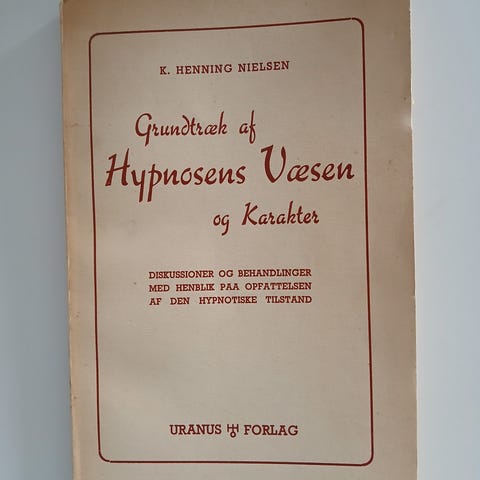 K. HENNING NIELSEN
Grundtræk af
Hypnosens Væsen
og Karakter
DISKUSSIONER OG BEHANDLINGER
MED HENBLIK PAA OPFATTELSEN
AF DEN HYPNOTISKE TILSTAND
URANUS FORLAG